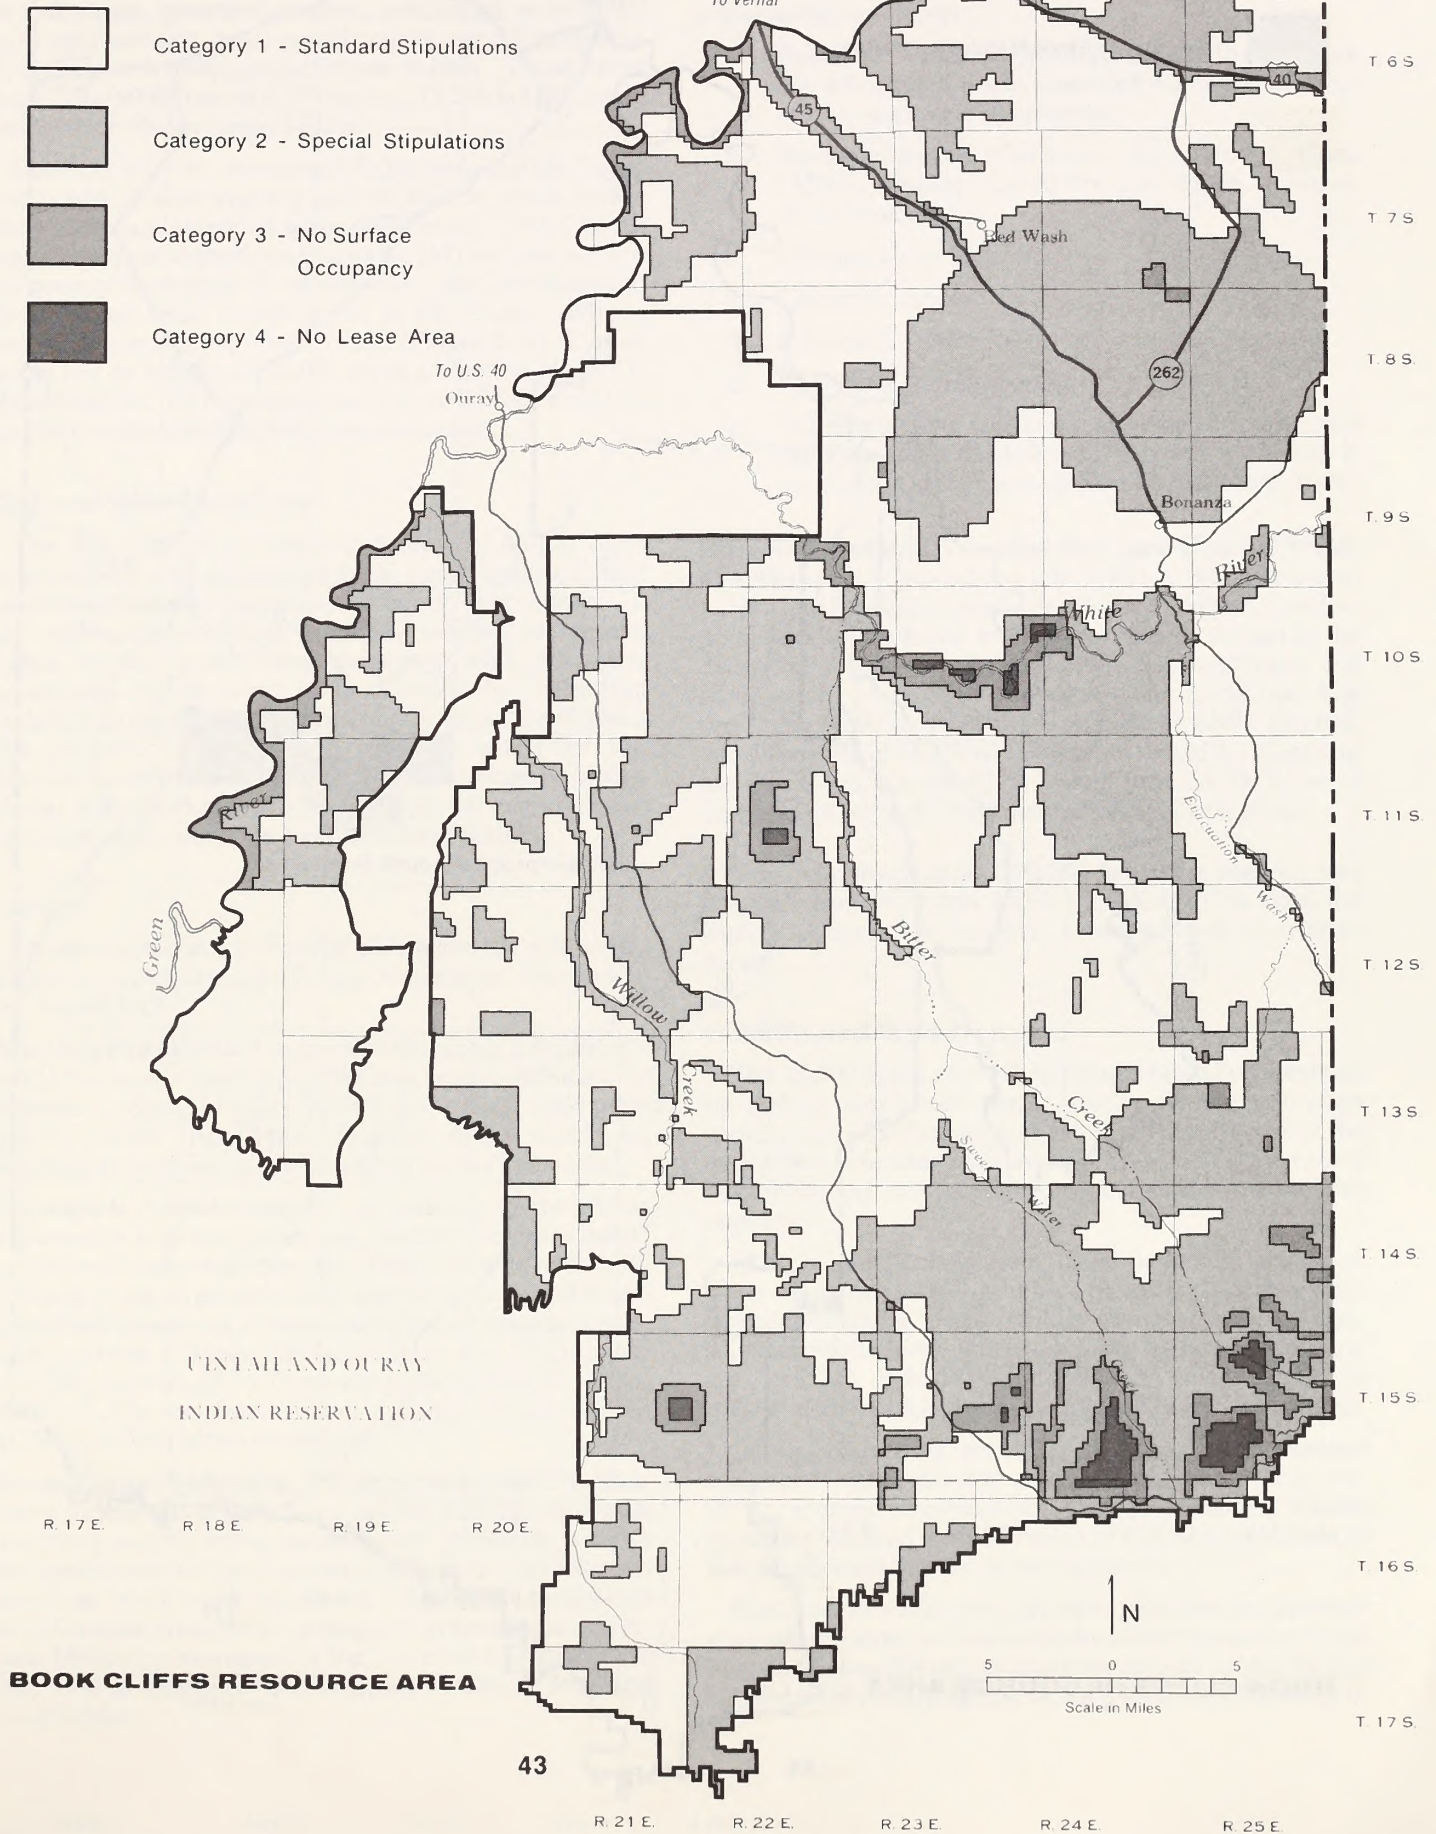 To Vernal
Category 1 - Standard Stipulations
Category 2 - Special Stipulations
Category 3 - No Surface
Occupancy
Category 4 - No Lease Area
T 6 S
40
45
T 7 S
Red Wash
T. 8 S.
262
To U.S. 40
Ouray
Bonanza
T. 9 S
River
White
T 10 S
River
T. 11 S.
Evacuation
Wash
Green
Bitter
T 12 S
Willow
Creek
Creek
T 13 S
Sweet
Water
T. 14 S.
Creek
UINTAH AND OURAY
INDIAN RESERVATION
T. 15 S.
R. 17 E.
R 18 E.
R. 19 E.
R 20 E.
T. 16 S.
N
BOOK CLIFFS RESOURCE AREA
5 0 5
Scale in Miles
T. 17 S.
43
R. 21 E.
R. 22 E.
R. 23 E.
R. 24 E.
R. 25 E.